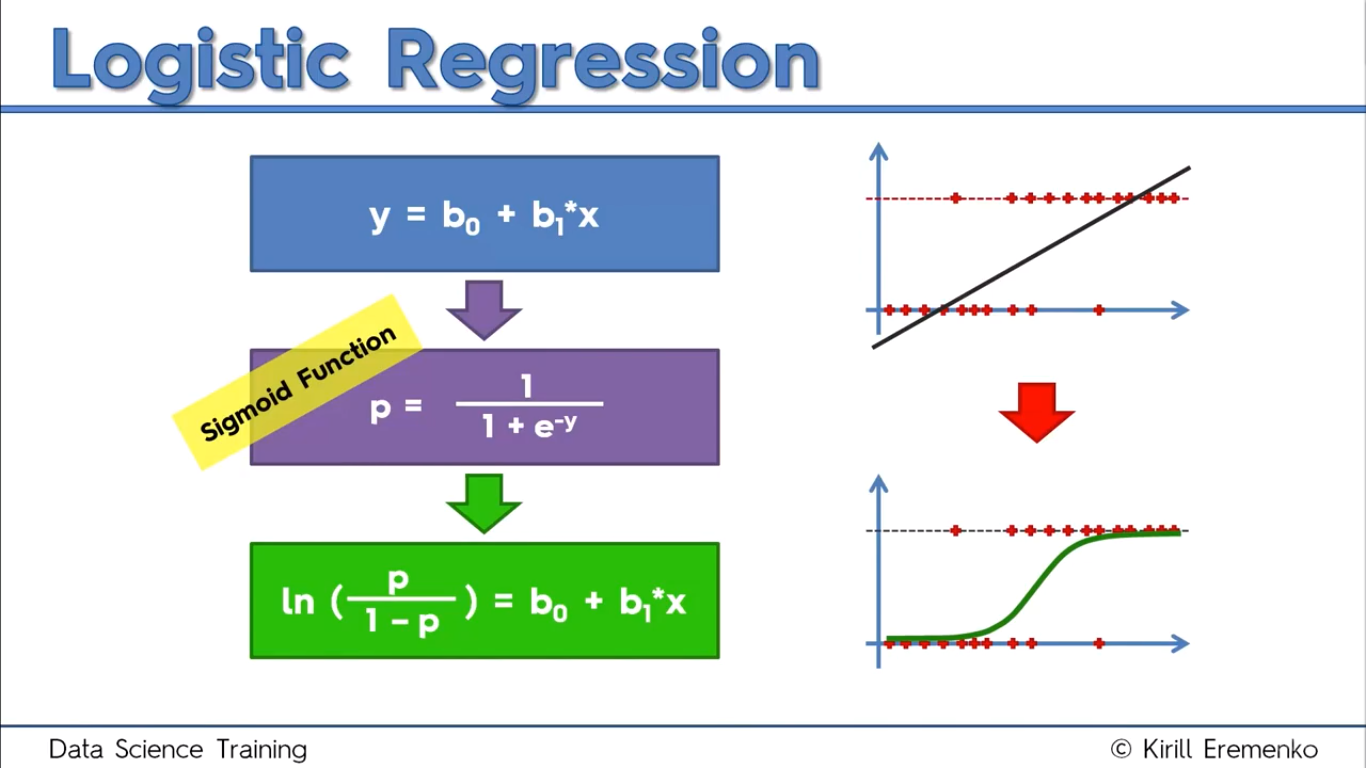 Logistic Regression
y = b₀ + b₁*x
Sigmoid Function
p = 1 / 1 + e⁻ʸ
ln ( p / 1 – p ) = b₀ + b₁*x
Data Science Training
© Kirill Eremenko